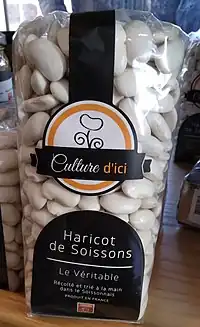 Culture d'ici
Haricot
de Soissons
Le Véritable
Récolté et trié à la main
dans le Soissonnais
PRODUIT EN FRANCE